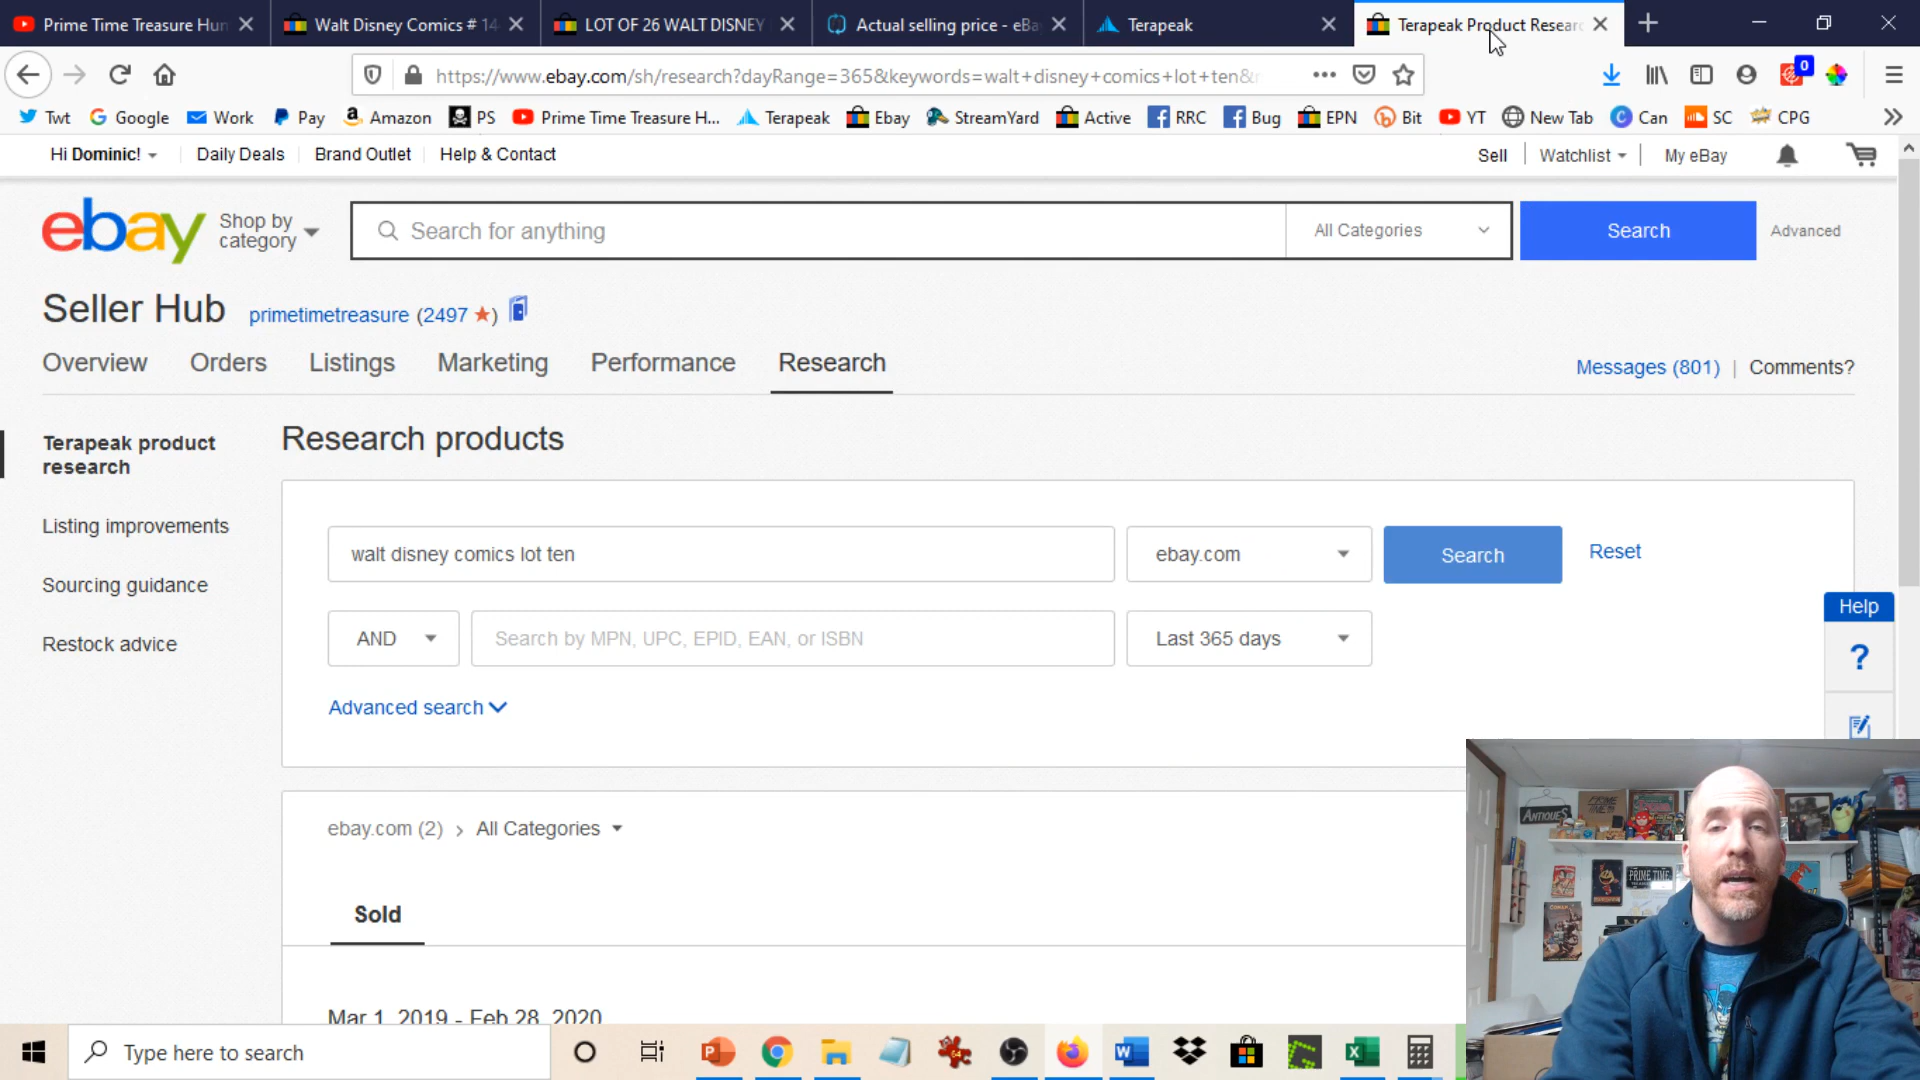 Prime Time Treasure Hun
Walt Disney Comics # 14
LOT OF 26 WALT DISNEY
Actual selling price - eBa
Terapeak
Terapeak Product Researc
https://www.ebay.com/sh/research?dayRange=365&keywords=walt+disney+comics+lot+ten&
0
Twt
Google
Work
Pay
Amazon
PS
Prime Time Treasure H...
Terapeak
Ebay
StreamYard
Active
RRC
Bug
EPN
Bit
YT
New Tab
Can
SC
CPG
Hi Dominic!
Daily Deals
Brand Outlet
Help & Contact
Sell
Watchlist
My eBay
ebay
Shop by
category
Search for anything
All Categories
Search
Advanced
Seller Hub
primetimetreasure (2497 ★)
Overview
Orders
Listings
Marketing
Performance
Research
Messages (801) | Comments?
Terapeak product
research
Listing improvements
Sourcing guidance
Restock advice
Research products
walt disney comics lot ten
ebay.com
Search
Reset
AND
Search by MPN, UPC, EPID, EAN, or ISBN
Last 365 days
Advanced search
Help
?
ebay.com (2) > All Categories
Sold
Mar 1, 2019 - Feb 28, 2020
ANTIQUES
PRIME TIME
Type here to search